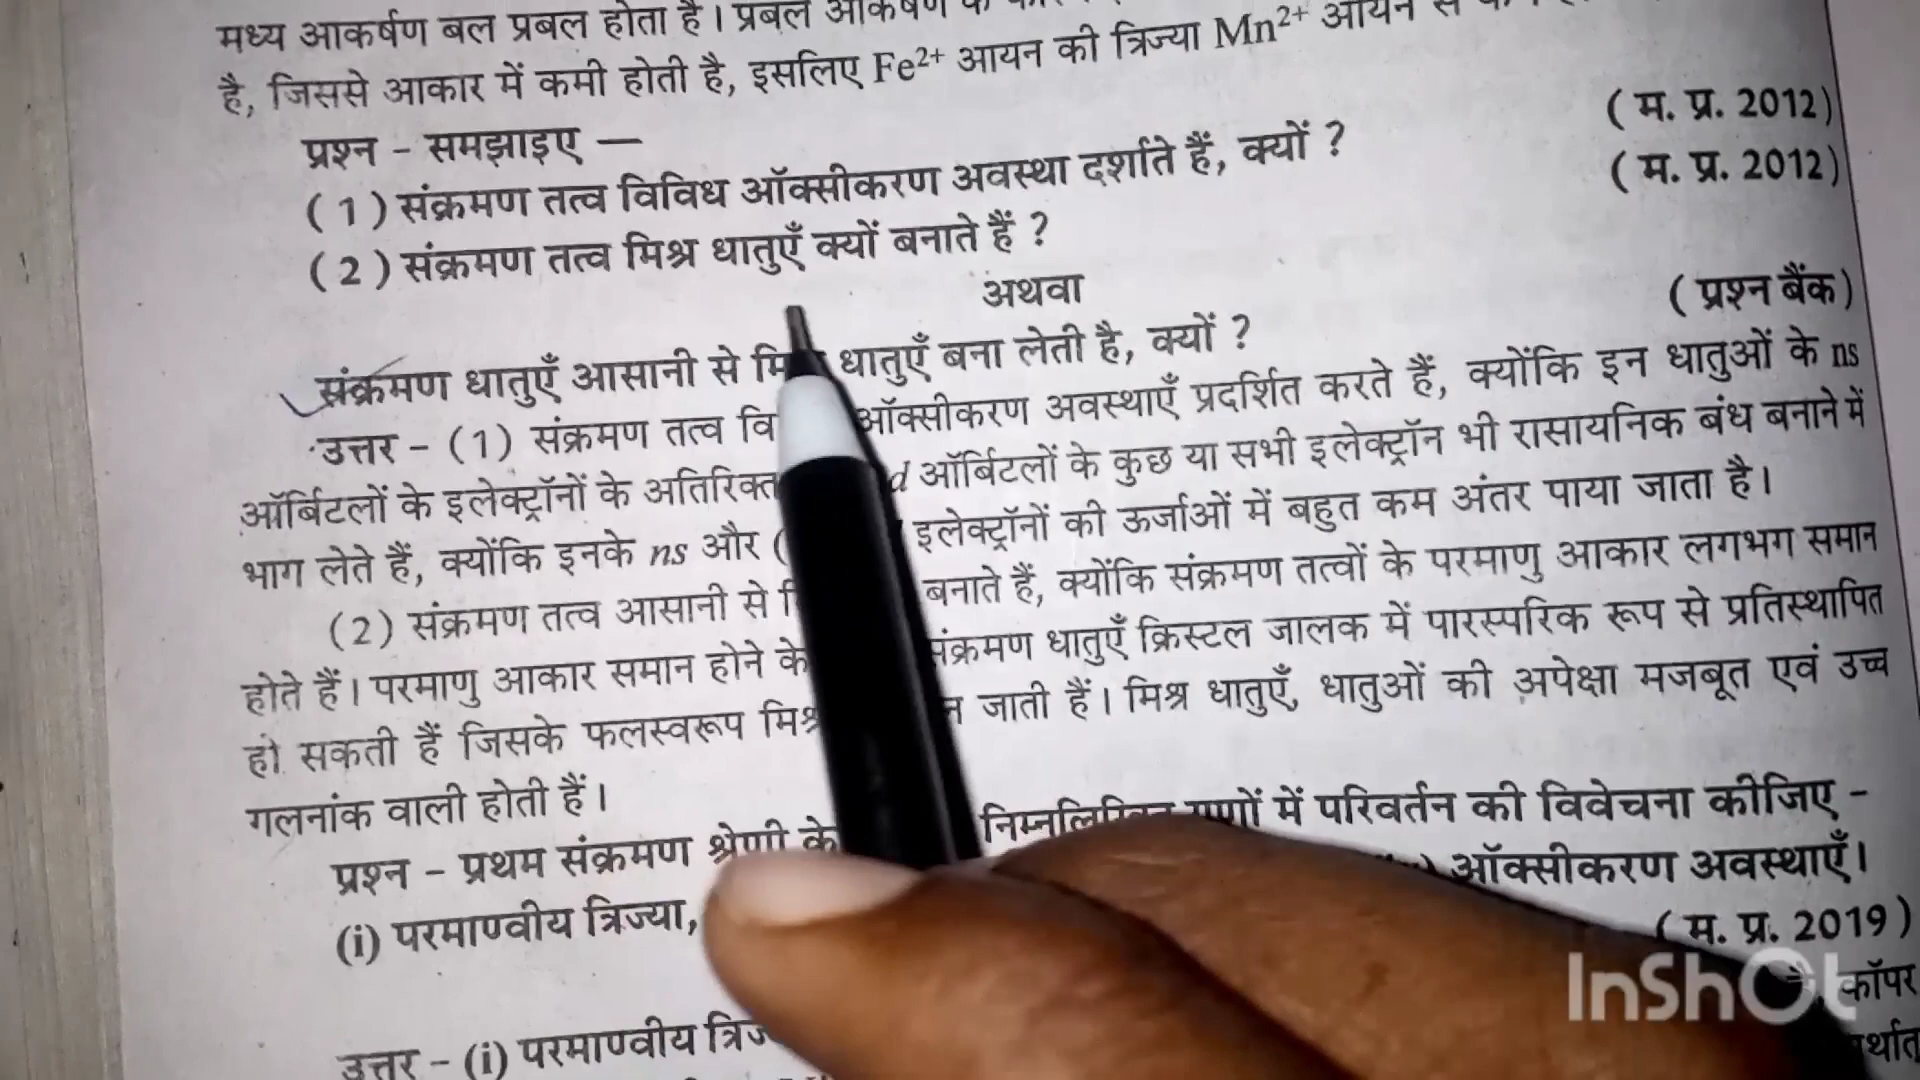 मध्य आकर्षण बल प्रबल होता है। प्रबल आकर्षण के
है, जिससे आकार में कमी होती है, इसलिए Fe²⁺ आयन की त्रिज्या Mn²⁺ आयन से
प्रश्न - समझाइए —
(1) संक्रमण तत्व विविध ऑक्सीकरण अवस्था दर्शाते हैं, क्यों ? (म. प्र. 2012)
(2) संक्रमण तत्व मिश्र धातुएँ क्यों बनाते हैं ? (म. प्र. 2012)
अथवा
संक्रमण धातुएँ आसानी से धातुएँ बना लेती है, क्यों ? (प्रश्न बैंक)
उत्तर - (1) संक्रमण तत्व ऑक्सीकरण अवस्थाएँ प्रदर्शित करते हैं, क्योंकि इन धातुओं के ns
ऑर्बिटलों के इलेक्ट्रॉनों के अतिरिक्त d ऑर्बिटलों के कुछ या सभी इलेक्ट्रॉन भी रासायनिक बंध बनाने में
भाग लेते हैं, क्योंकि इनके ns और ( इलेक्ट्रॉनों की ऊर्जाओं में बहुत कम अंतर पाया जाता है।
(2) संक्रमण तत्व आसानी से बनाते हैं, क्योंकि संक्रमण तत्वों के परमाणु आकार लगभग समान
होते हैं। परमाणु आकार समान होने के संक्रमण धातुएँ क्रिस्टल जालक में पारस्परिक रूप से प्रतिस्थापित
हो सकती हैं जिसके फलस्वरूप मिश्र जाती हैं। मिश्र धातुएँ, धातुओं की अपेक्षा मजबूत एवं उच्च
गलनांक वाली होती हैं।
प्रश्न - प्रथम संक्रमण श्रेणी के निम्नलिखित गुणों में परिवर्तन की विवेचना कीजिए -
(i) परमाण्वीय त्रिज्या, ऑक्सीकरण अवस्थाएँ।
(म. प्र. 2019)
कॉपर
उत्तर - (i) परमाण्वीय
InShOt